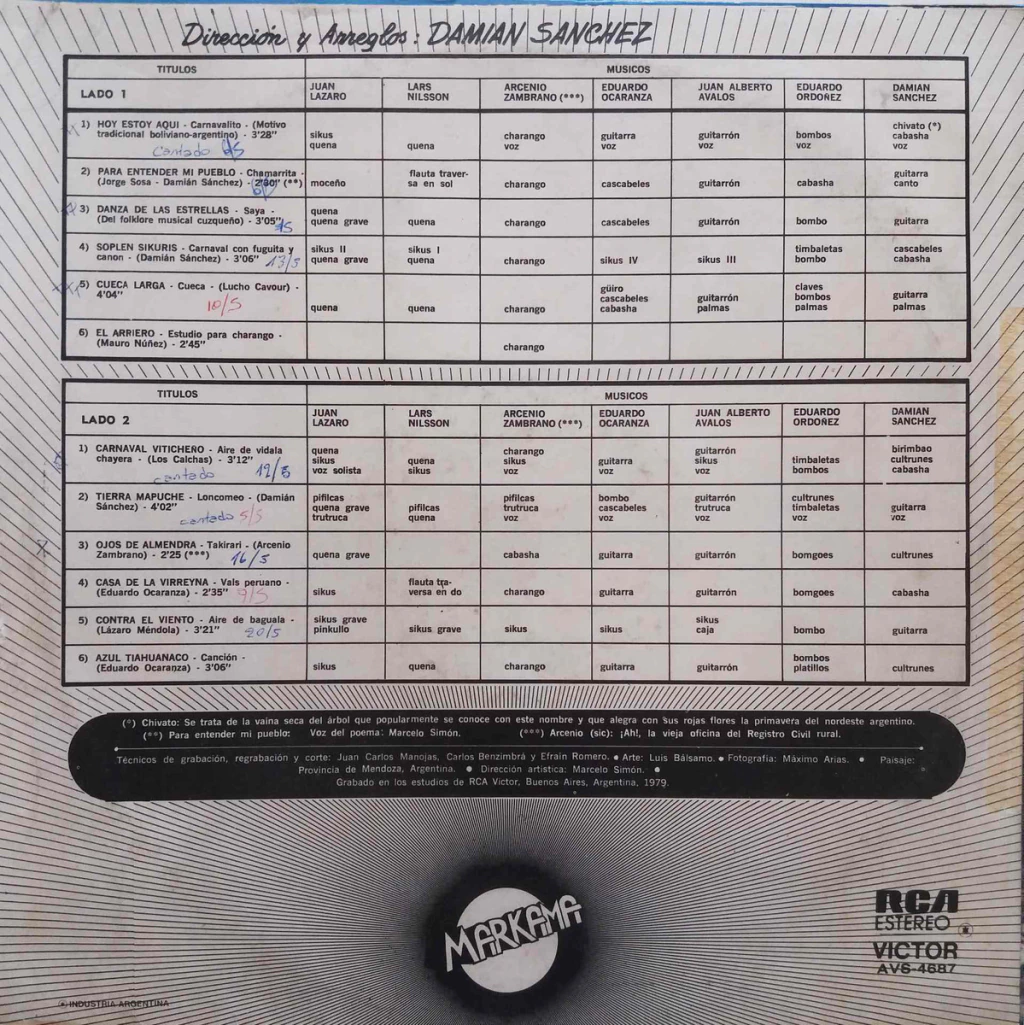 Dirección y Arreglos: DAMIAN SANCHEZ
TITULOS MUSICOS
LADO 1
JUAN LAZARO
LARS NILSSON
ARCENIO ZAMBRANO (***)
EDUARDO OCARANZA
JUAN ALBERTO AVALOS
EDUARDO ORDOÑEZ
DAMIAN SANCHEZ
1) HOY ESTOY AQUI - Carnavalito - (Motivo
tradicional boliviano-argentino) - 3'28"
cantado
sikus
quena
quena
charango
voz
guitarra
voz
guitarrón
voz
bombos
voz
chivato (*)
cabasha
voz
2) PARA ENTENDER MI PUEBLO - Chamarrita -
(Jorge Sosa - Damián Sánchez) - 2'30" (**)
moceño
flauta traver-
sa en sol
charango
cascabeles
guitarrón
cabasha
guitarra
canto
3) DANZA DE LAS ESTRELLAS - Saya -
(Del folklore musical cuzqueño) - 3'05"
quena
quena grave
quena
charango
cascabeles
guitarrón
bombo
guitarra
4) SOPLEN SIKURIS - Carnaval con fuguita y
canon - (Damián Sánchez) - 3'06" 13/5
sikus II
quena grave
sikus I
quena
charango
sikus IV
sikus III
timbaletas
bombo
cascabeles
cabasha
5) CUECA LARGA - Cueca - (Lucho Cavour) -
4'04"
10/5
quena
quena
charango
güiro
cascabeles
cabasha
guitarrón
palmas
claves
bombos
palmas
guitarra
palmas
6) EL ARRIERO - Estudio para charango -
(Mauro Núñez) - 2'45"
charango
TITULOS MUSICOS
LADO 2
JUAN LAZARO
LARS NILSSON
ARCENIO ZAMBRANO (***)
EDUARDO OCARANZA
JUAN ALBERTO AVALOS
EDUARDO ORDOÑEZ
DAMIAN SANCHEZ
1) CARNAVAL VITICHEÑO - Aire de vidala
chayera - (Los Calchas) - 3'12"
cantado 12/5
quena
sikus
voz solista
quena
sikus
charango
sikus
voz
guitarra
voz
guitarrón
sikus
voz
timbaletas
bombos
birimbao
cultrunes
cabasha
2) TIERRA MAPUCHE - Loncomeo - (Damián
Sánchez) - 4'02"
cantado 5/5
pifilcas
quena grave
trutruca
pifilcas
quena
pifilcas
trutruca
voz
bombo
cascabeles
voz
guitarrón
trutruca
voz
cultrunes
timbaletas
voz
guitarra
voz
3) OJOS DE ALMENDRA - Takirari - (Arcenio
Zambrano) - 2'25 (***) 16/5
quena grave
cabasha
guitarra
guitarrón
bomgoes
cultrunes
4) CASA DE LA VIRREYNA - Vals peruano -
(Eduardo Ocaranza) - 2'35" 9/5
sikus
flauta tra-
versa en do
charango
guitarra
guitarrón
bomgoes
cabasha
5) CONTRA EL VIENTO - Aire de baguala -
(Lázaro Méndola) - 3'21" 20/5
sikus grave
pinkullo
sikus grave
sikus
sikus
sikus
caja
bombo
guitarra
6) AZUL TIAHUANACO - Canción -
(Eduardo Ocaranza) - 3'06"
sikus
quena
charango
guitarra
guitarrón
bombos
platillos
cultrunes
(*) Chivato: Se trata de la vaina seca del árbol que popularmente se conoce con este nombre y que alegra con sus rojas flores la primavera del nordeste argentino.
(**) Para entender mi pueblo: Voz del poema: Marcelo Simón. (***) Arcenio (sic): ¡Ah!, la vieja oficina del Registro Civil rural.
Técnicos de grabación, regrabación y corte: Juan Carlos Manojas, Carlos Benzimbrá y Efraín Romero. • Arte: Luis Bálsamo. • Fotografía: Máximo Arias. • Paisaje:
Provincia de Mendoza, Argentina. • Dirección artística: Marcelo Simón. •
Grabado en los estudios de RCA Victor, Buenos Aires, Argentina, 1979.
MARKAMA
RCA
ESTEREO
VICTOR
AVS-4687
INDUSTRIA ARGENTINA